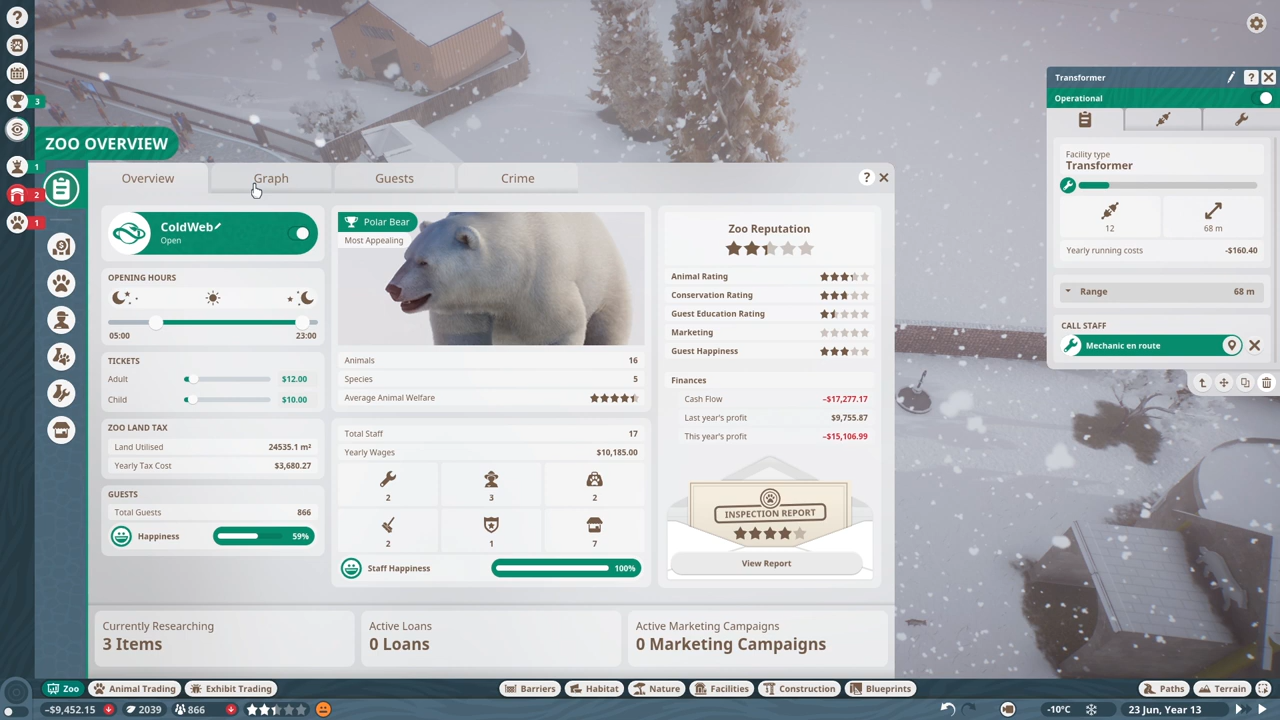 3
ZOO OVERVIEW
1
2
1
Overview
Graph
Guests
Crime
?
ColdWeb
Open
OPENING HOURS
05:00
23:00
TICKETS
Adult
$12.00
Child
$10.00
ZOO LAND TAX
Land Utilised
24535.1 m²
Yearly Tax Cost
$3,680.27
GUESTS
Total Guests
866
Happiness
59%
Polar Bear
Most Appealing
Animals
16
Species
5
Average Animal Welfare
Total Staff
17
Yearly Wages
$10,185.00
2
3
2
2
1
7
Staff Happiness
100%
Zoo Reputation
Animal Rating
Conservation Rating
Guest Education Rating
Marketing
Guest Happiness
Finances
Cash Flow
–$17,277.17
Last year's profit
$9,755.87
This year's profit
–$15,106.99
INSPECTION REPORT
View Report
Currently Researching
3 Items
Active Loans
0 Loans
Active Marketing Campaigns
0 Marketing Campaigns
Transformer
?
Operational
Facility type
Transformer
12
68 m
Yearly running costs
-$160.40
Range
68 m
CALL STAFF
Mechanic en route
Zoo
Animal Trading
Exhibit Trading
Barriers
Habitat
Nature
Facilities
Construction
Blueprints
Paths
Terrain
–$9,452.15
2039
866
-10°C
23 Jun, Year 13